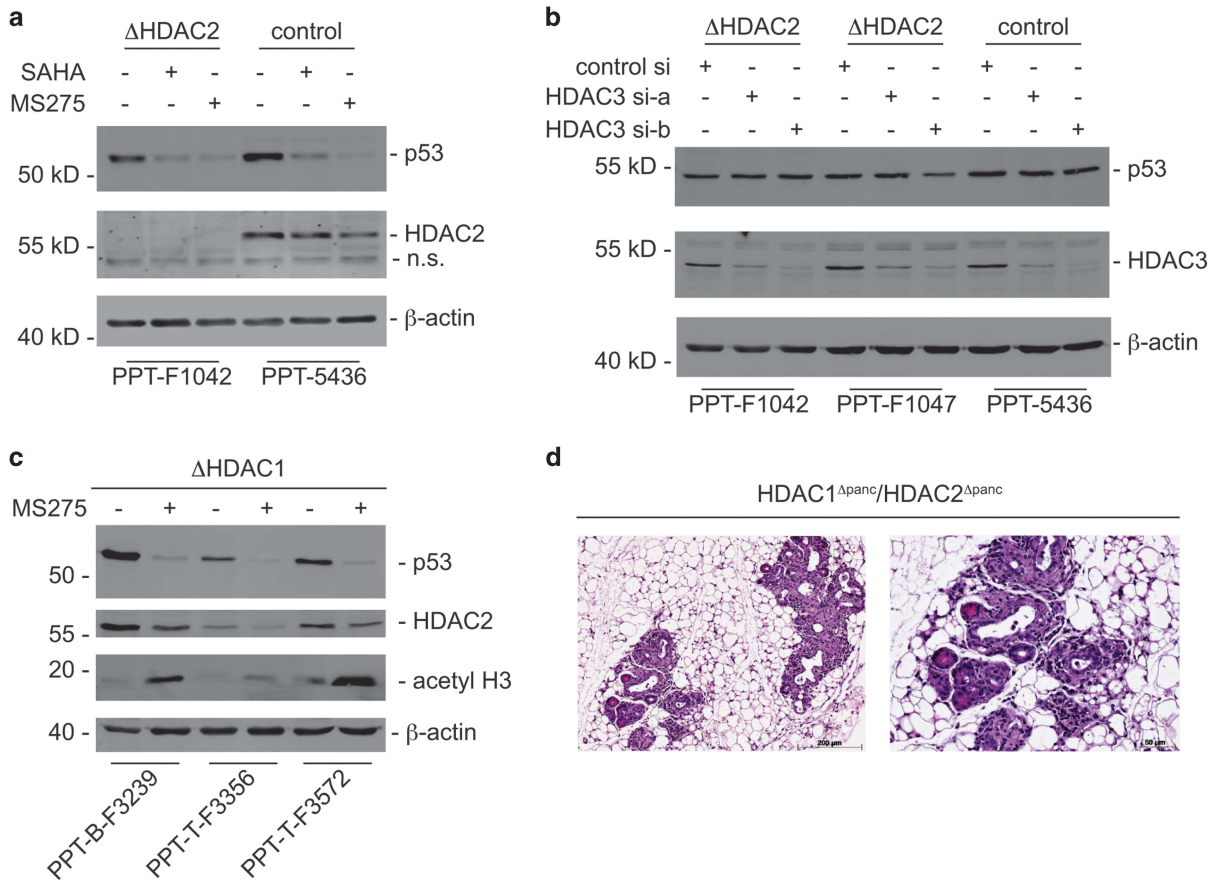 a
ΔHDAC2 control
SAHA - + - - + -
MS275 - - + - - +
- p53
50 kD -
- HDAC2
55 kD -
- n.s.
- β-actin
40 kD -
PPT-F1042 PPT-5436
b
ΔHDAC2 ΔHDAC2 control
control si + - - + - - + - -
HDAC3 si-a - + - - + - - + -
HDAC3 si-b - - + - - + - - +
55 kD - - p53
55 kD -
- HDAC3
- β-actin
40 kD -
PPT-F1042 PPT-F1047 PPT-5436
c
ΔHDAC1
MS275 - + - + - +
- p53
50 -
- HDAC2
55 -
20 -
- acetyl H3
40 - - β-actin
PPT-B-F3239
PPT-T-F3356
PPT-T-F3572
d
HDAC1Δpanc/HDAC2Δpanc
200 µm
50 µm